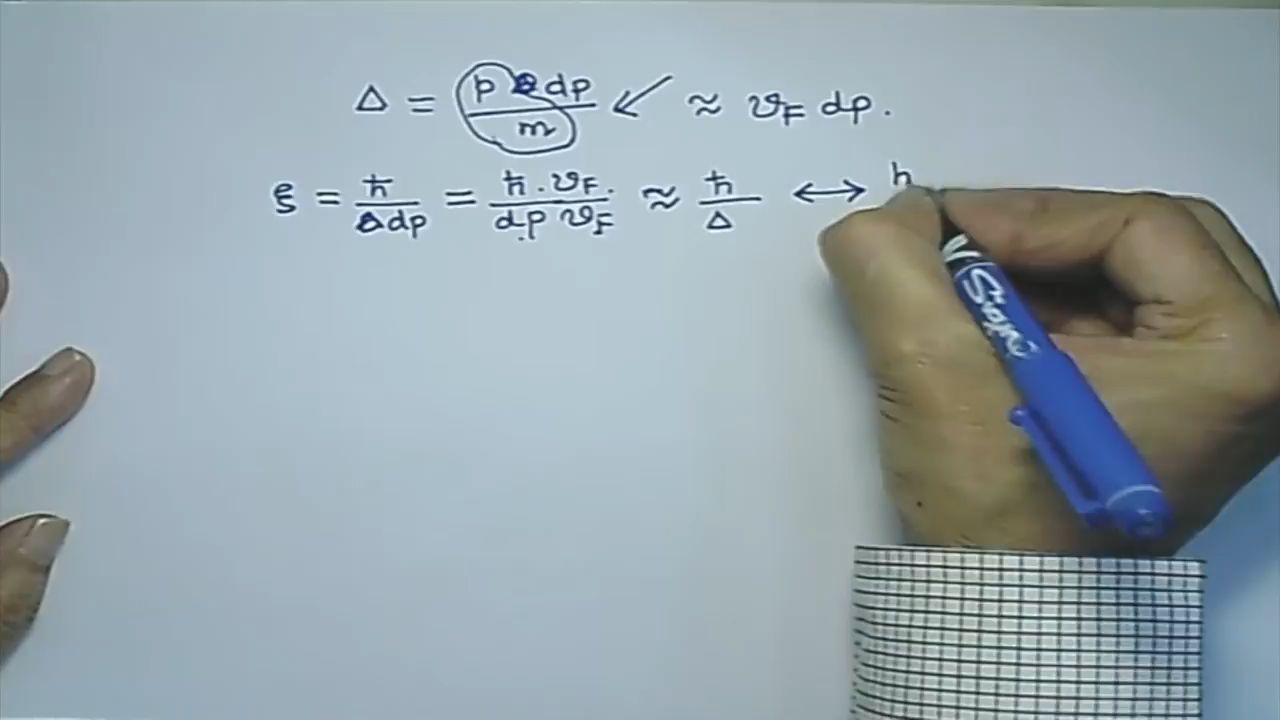 Δ = p dp / m ↙ ≈ v_F dp.
ξ = ħ / dp = ħ . v_F. / dp v_F ≈ ħ / Δ ↔ h